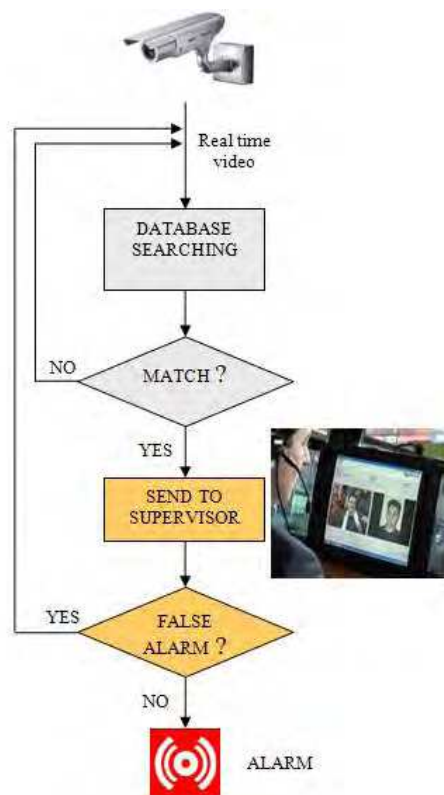 Real time
video
DATABASE
SEARCHING
NO
MATCH ?
YES
SEND TO
SUPERVISOR
YES
FALSE
ALARM ?
NO
ALARM